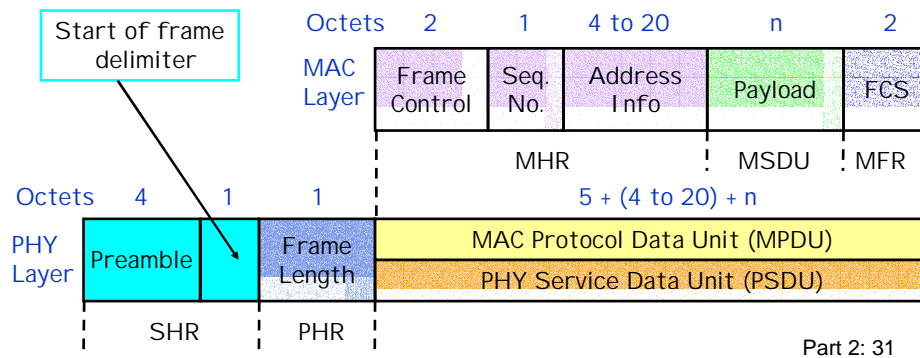 Start of frame
delimiter
Octets 2 1 4 to 20 n 2
MAC
Layer
Frame
Control
Seq.
No.
Address
Info
Payload
FCS
MHR MSDU MFR
Octets 4 1 1 5 + (4 to 20) + n
PHY
Layer
Preamble
Frame
Length
MAC Protocol Data Unit (MPDU)
PHY Service Data Unit (PSDU)
SHR PHR
Part 2: 31